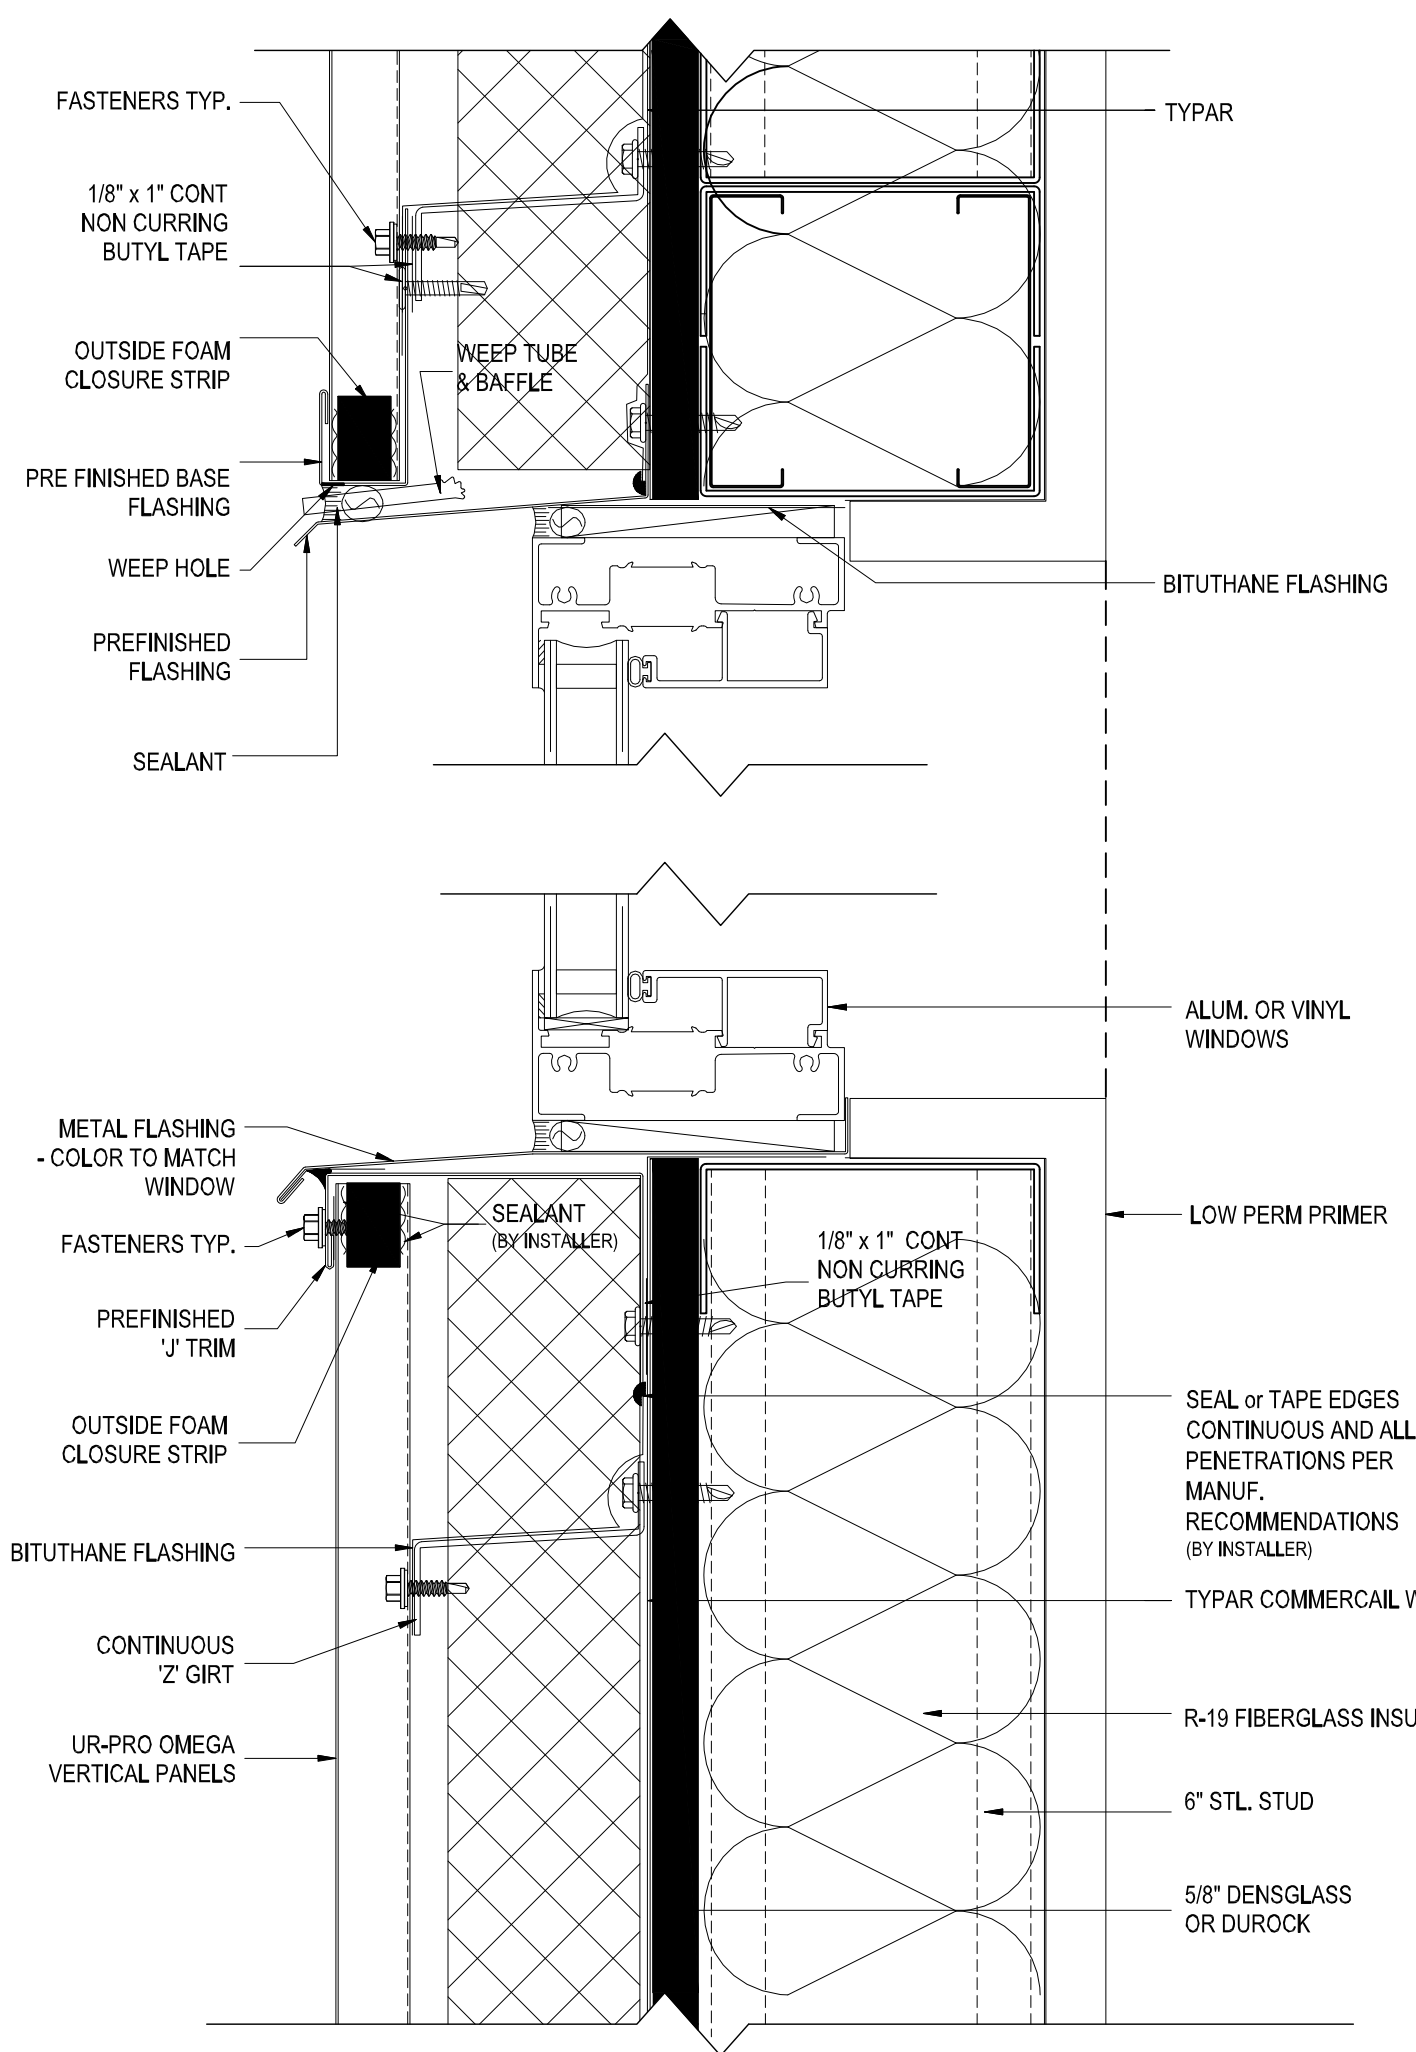 FASTENERS TYP.
TYPAR
1/8" x 1" CONT
NON CURRING
BUTYL TAPE
OUTSIDE FOAM
CLOSURE STRIP
WEEP TUBE
& BAFFLE
PRE FINISHED BASE
FLASHING
WEEP HOLE
BITUTHANE FLASHING
PREFINISHED
FLASHING
SEALANT
ALUM. OR VINYL
WINDOWS
METAL FLASHING
- COLOR TO MATCH
WINDOW
SEALANT
(BY INSTALLER)
LOW PERM PRIMER
FASTENERS TYP.
1/8" x 1" CONT
NON CURRING
BUTYL TAPE
PREFINISHED
'J' TRIM
OUTSIDE FOAM
CLOSURE STRIP
SEAL or TAPE EDGES
CONTINUOUS AND ALL
PENETRATIONS PER
MANUF.
RECOMMENDATIONS
(BY INSTALLER)
BITUTHANE FLASHING
TYPAR COMMERCAIL
CONTINUOUS
'Z' GIRT
R-19 FIBERGLASS
UR-PRO OMEGA
VERTICAL PANELS
6" STL. STUD
5/8" DENSGLASS
OR DUROCK